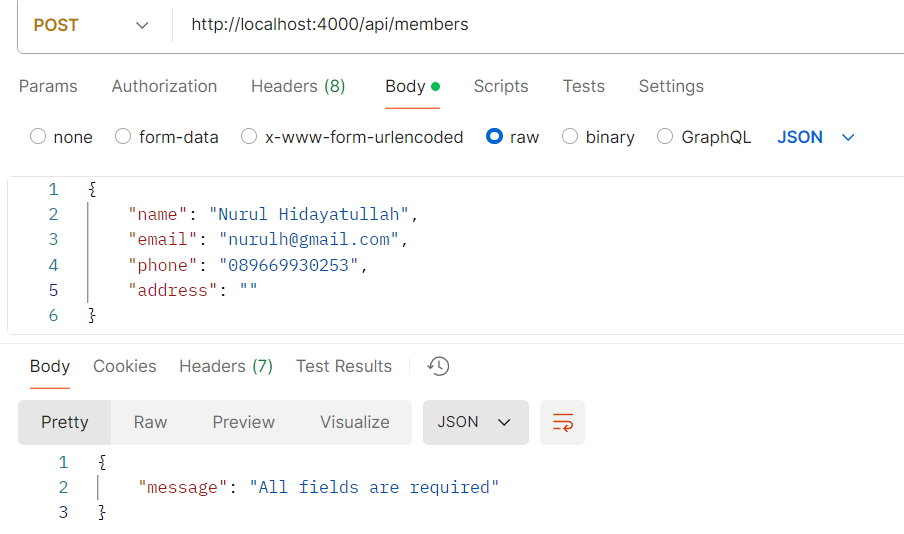 POST http://localhost:4000/api/members
Params Authorization Headers (8) Body Scripts Tests Settings
none form-data x-www-form-urlencoded raw binary GraphQL JSON
1 {
2 "name": "Nurul Hidayatullah",
3 "email": "nurulh@gmail.com",
4 "phone": "089669930253",
5 "address": ""
6 }
Body Cookies Headers (7) Test Results
Pretty Raw Preview Visualize JSON
1 {
2 "message": "All fields are required"
3 }